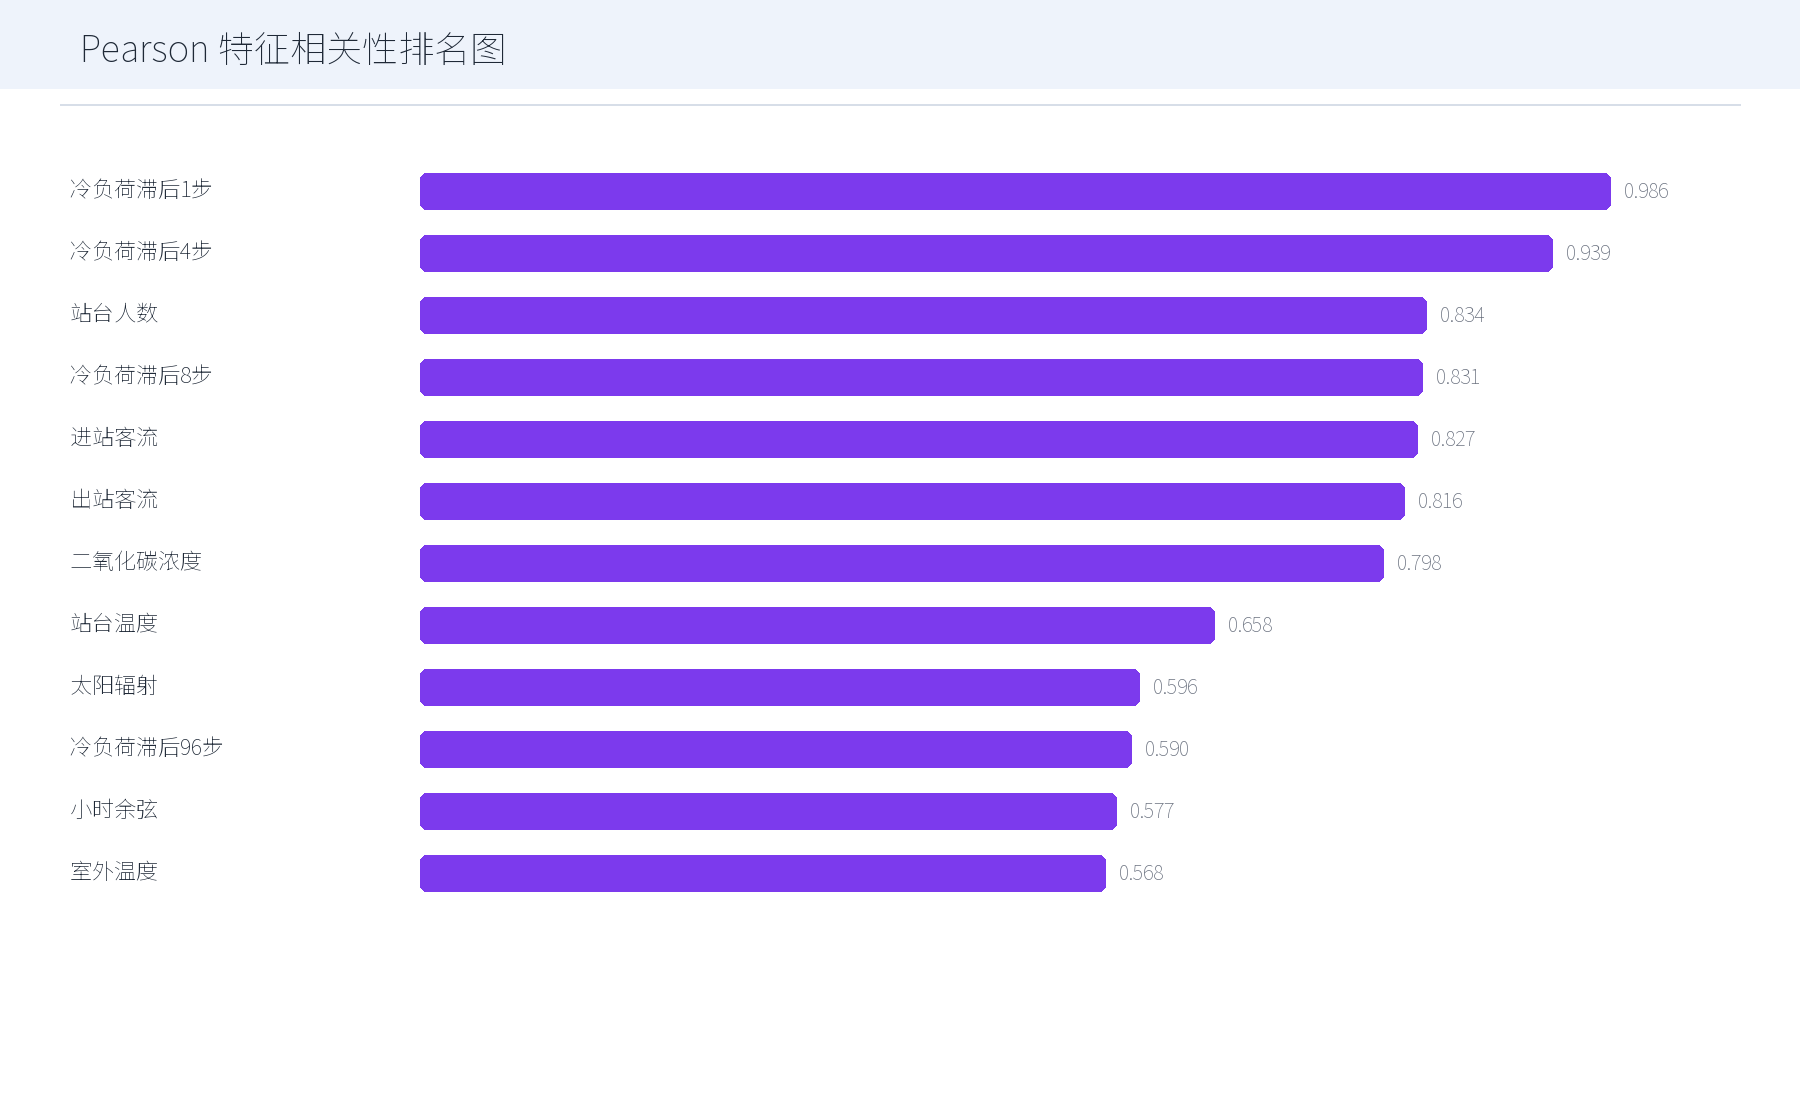 Pearson 特征相关性排名图
冷负荷滞后1步 0.986
冷负荷滞后4步 0.939
站台人数 0.834
冷负荷滞后8步 0.831
进站客流 0.827
出站客流 0.816
二氧化碳浓度 0.798
站台温度 0.658
太阳辐射 0.596
冷负荷滞后96步 0.590
小时余弦 0.577
室外温度 0.568